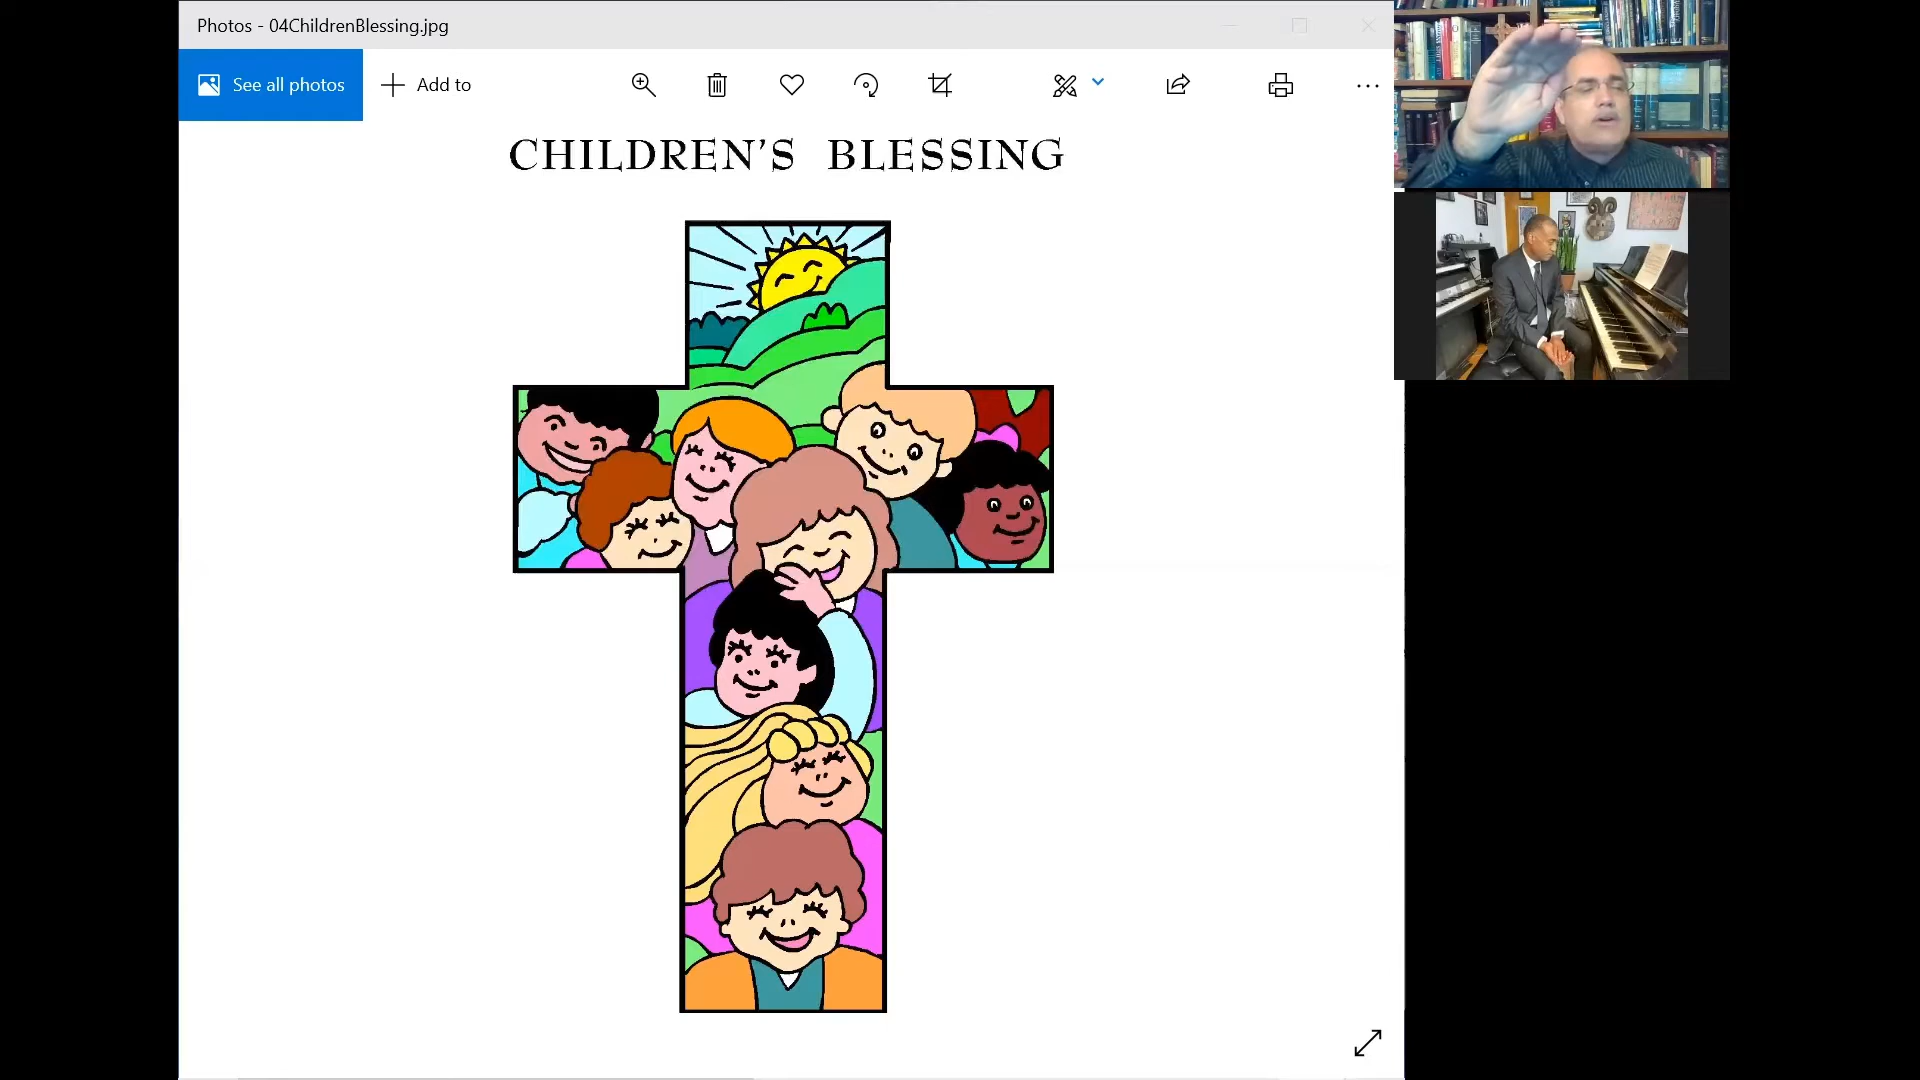 Photos - 04ChildrenBlessing.jpg
See all photos
Add to
CHILDREN'S BLESSING